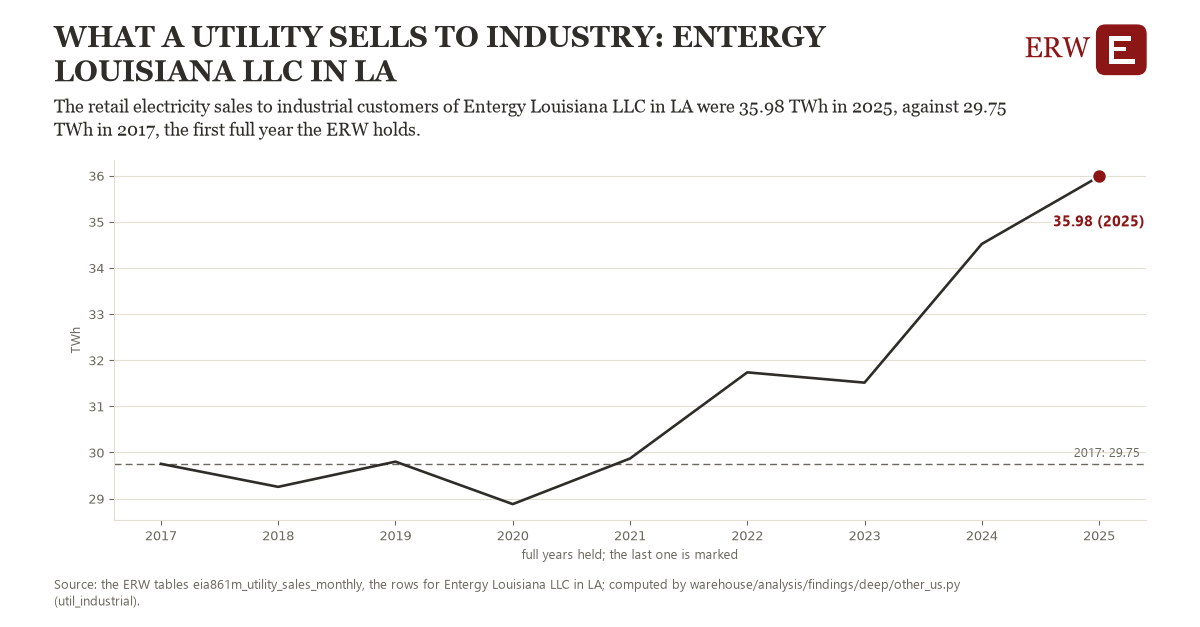 WHAT A UTILITY SELLS TO INDUSTRY: ENTERGY
LOUISIANA LLC IN LA
ERW E
The retail electricity sales to industrial customers of Entergy Louisiana LLC in LA were 35.98 TWh in 2025, against 29.75
TWh in 2017, the first full year the ERW holds.
36
35
34
33
32
31
30
29
TWh
35.98 (2025)
2017: 29.75
2017 2018 2019 2020 2021 2022 2023 2024 2025
full years held; the last one is marked
Source: the ERW tables eia861m_utility_sales_monthly, the rows for Entergy Louisiana LLC in LA; computed by warehouse/analysis/findings/deep/other_us.py
(util_industrial).